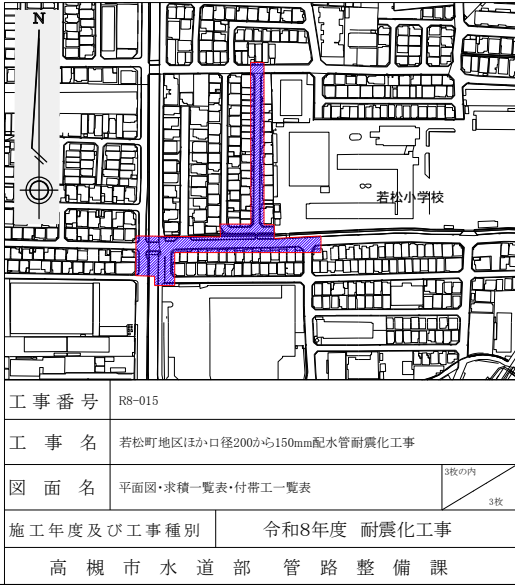 N
若松小学校
工事番号 R8-015
工事名 若松町地区ほか口径200から150mm配水管耐震化工事
図面名 平面図・求積一覧表・付帯工一覧表
3枚の内
3枚
施工年度及び工事種別 令和8年度 耐震化工事
高槻市水道部 管路整備課